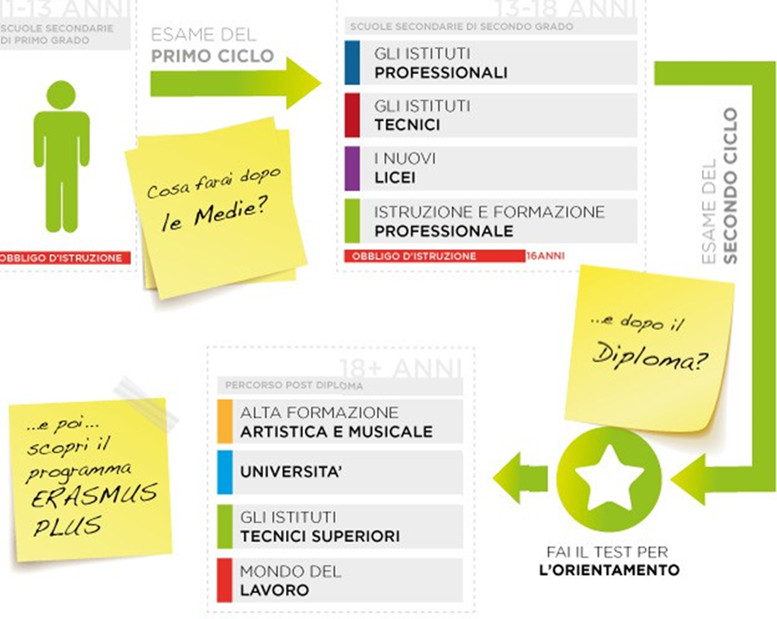 11-13 ANNI
SCUOLE SECONDARIE
DI PRIMO GRADO
OBBLIGO D'ISTRUZIONE
ESAME DEL
PRIMO CICLO
Cosa farai dopo
le Medie?
13-18 ANNI
SCUOLE SECONDARIE DI SECONDO GRADO
GLI ISTITUTI
PROFESSIONALI
GLI ISTITUTI
TECNICI
I NUOVI
LICEI
ISTRUZIONE E FORMAZIONE
PROFESSIONALE
OBBLIGO D'ISTRUZIONE 16ANNI
ESAME DEL
SECONDO CICLO
...e dopo il
Diploma?
FAI IL TEST PER
L'ORIENTAMENTO
18+ ANNI
PERCORSO POST DIPLOMA
ALTA FORMAZIONE
ARTISTICA E MUSICALE
UNIVERSITA'
GLI ISTITUTI
TECNICI SUPERIORI
MONDO DEL
LAVORO
...e poi...
scopri il
programma
ERASMUS
PLUS